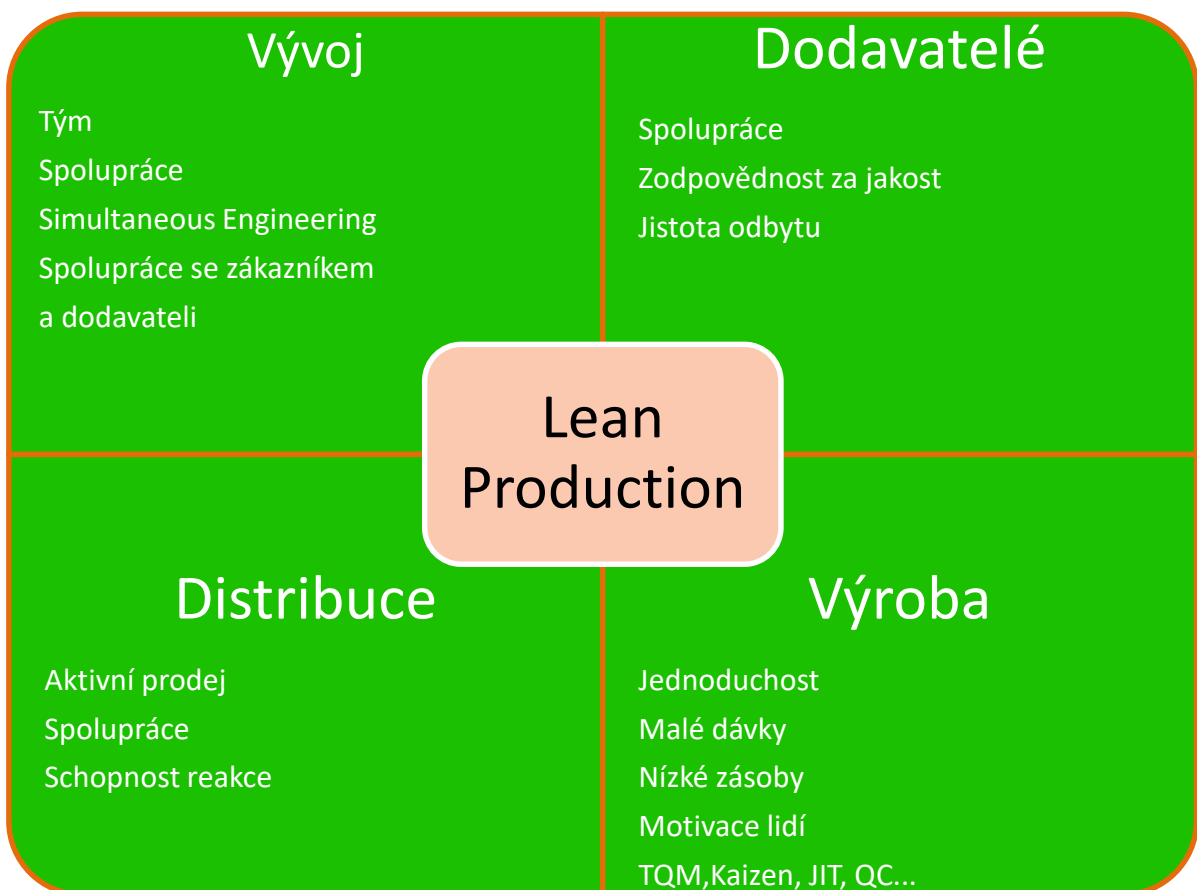 Vývoj
Tým
Spolupráce
Simultaneous Engineering
Spolupráce se zákazníkem
a dodavateli
Dodavatelé
Spolupráce
Zodpovědnost za jakost
Jistota odbytu
Lean
Production
Distribuce
Aktivní prodej
Spolupráce
Schopnost reakce
Výroba
Jednoduchost
Malé dávky
Nízké zásoby
Motivace lidí
TQM,Kaizen, JIT, QC...